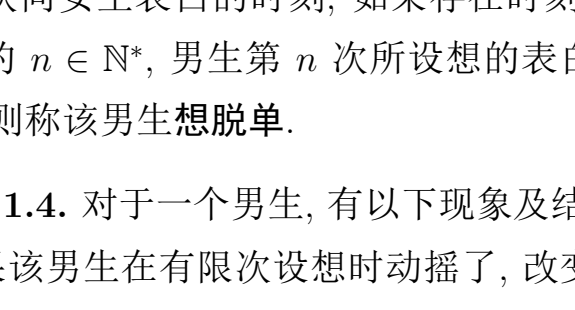 次向女生表白的时刻, 如果存在时刻
的 n ∈ ℕ*, 男生第 n 次所设想的表白
则称该男生想脱单.
1.4. 对于一个男生, 有以下现象及结
该男生在有限次设想时动摇了, 改变